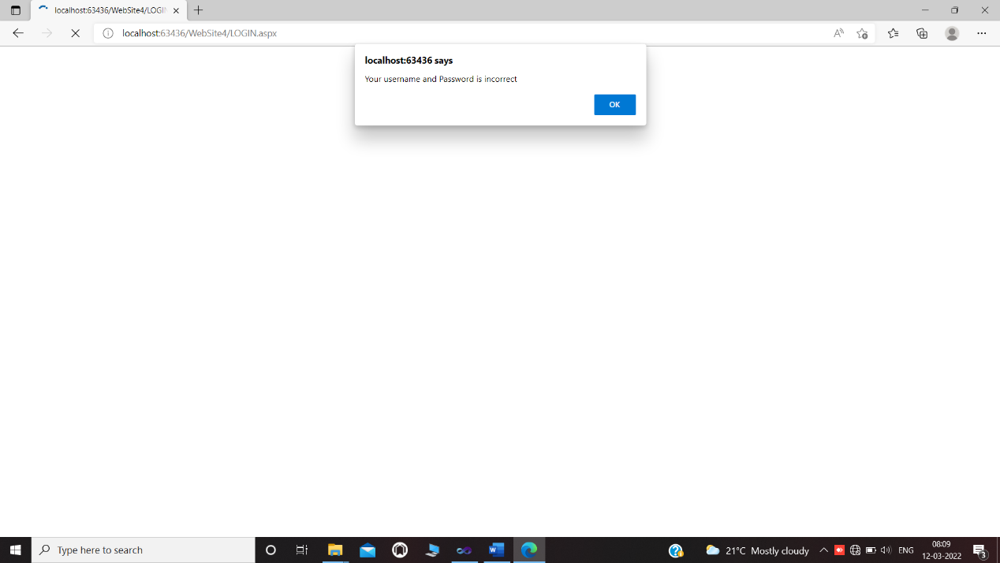 localhost:63436/WebSite4/LOGIN
localhost:63436/WebSite4/LOGIN.aspx
localhost:63436 says
Your username and Password is incorrect
OK
Type here to search
21°C Mostly cloudy
ENG
08:09
12-03-2022
3